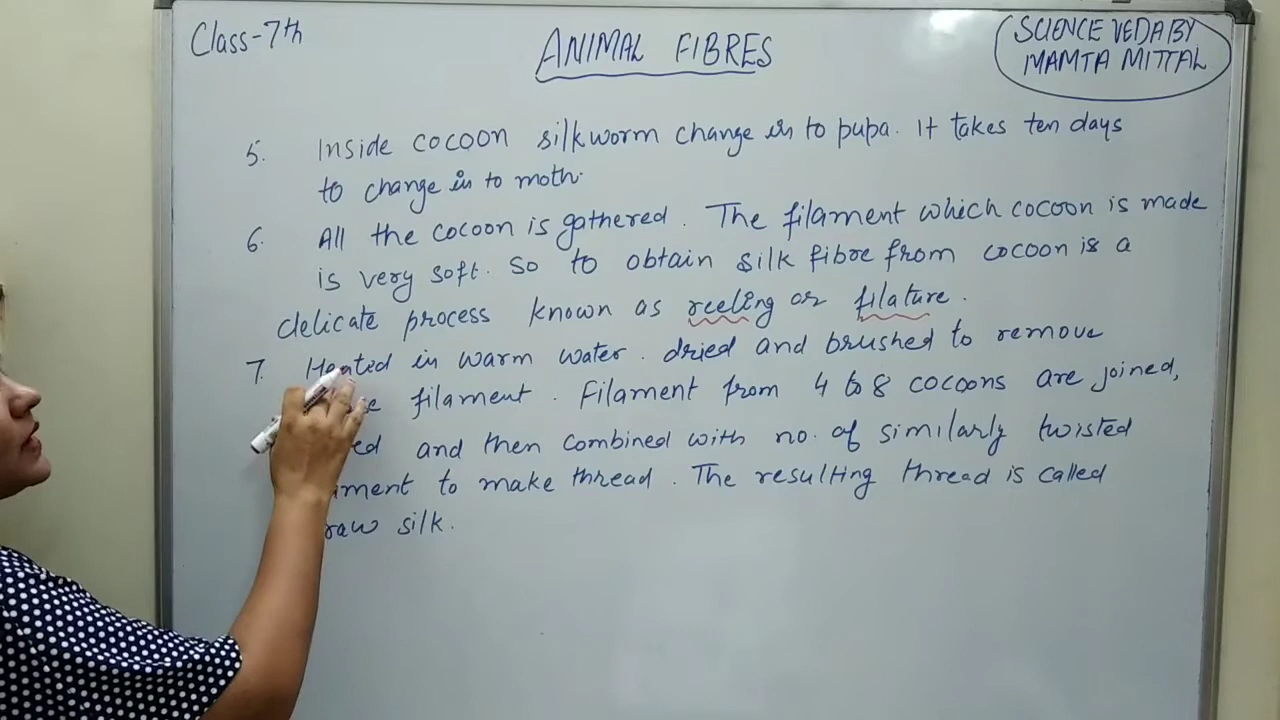 Class-7th
ANIMAL FIBRES
SCIENCE VEDA BY
MAMTA MITTAL
5. Inside cocoon silkworm change in to pupa. It takes ten days
to change in to moth.
6. All the cocoon is gathered. The filament which cocoon is made
is very soft. So to obtain silk fibre from cocoon is a
delicate process known as reeling or filature.
7. Heated in warm water. dried and brushed to remove
filament. Filament from 4 to 8 cocoons are joined,
and then combined with no. of similarly twisted
to make thread. The resulting thread is called
raw silk.